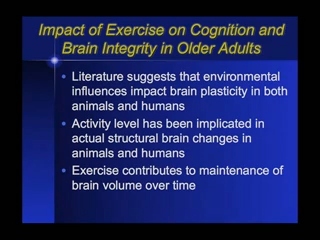 Impact of Exercise on Cognition and
Brain Integrity in Older Adults
• Literature suggests that environmental
influences impact brain plasticity in both
animals and humans
• Activity level has been implicated in
actual structural brain changes in
animals and humans
• Exercise contributes to maintenance of
brain volume over time